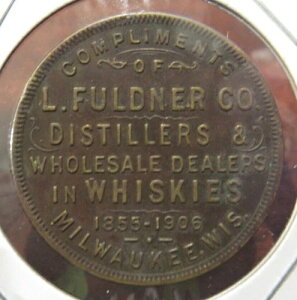 COMPLIMENTS
OF
L. FULDNER CO.
DISTILLERS &
WHOLESALE DEALERS
IN WHISKIES
1855-1906
MILWAUKEE. WIS.